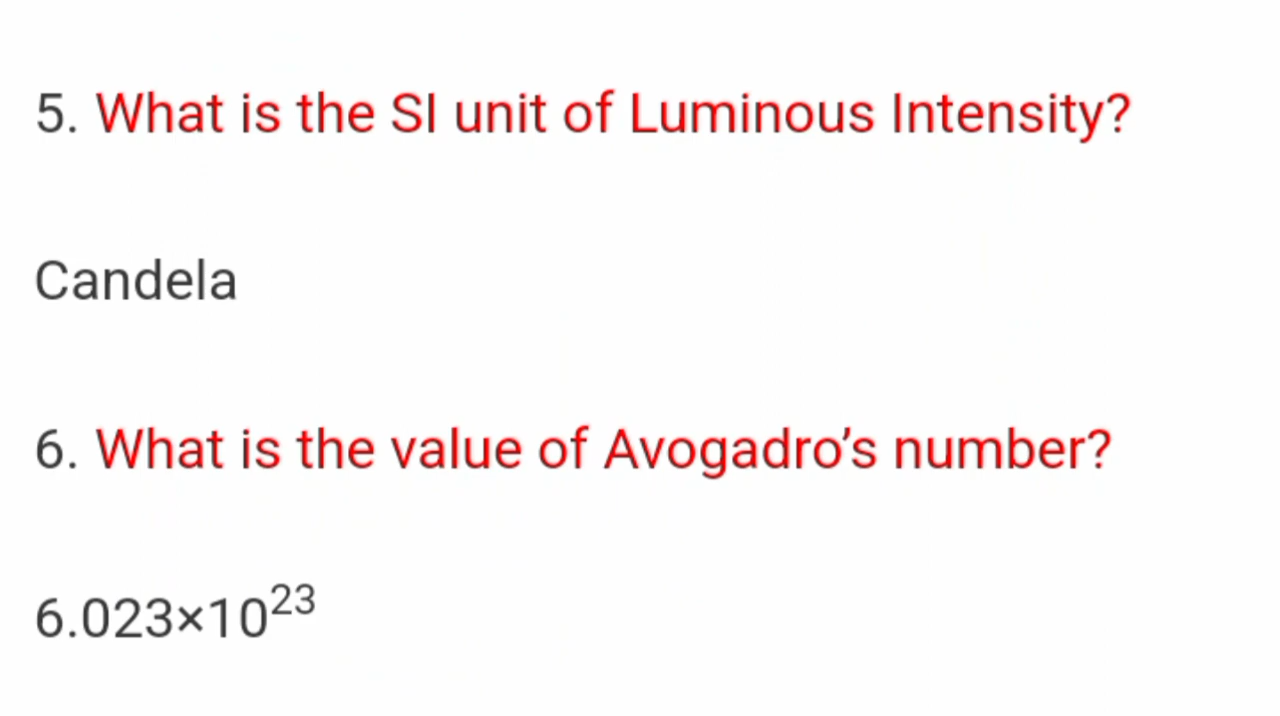 5. What is the SI unit of Luminous Intensity?
Candela
6. What is the value of Avogadro’s number?
6.023×10²³